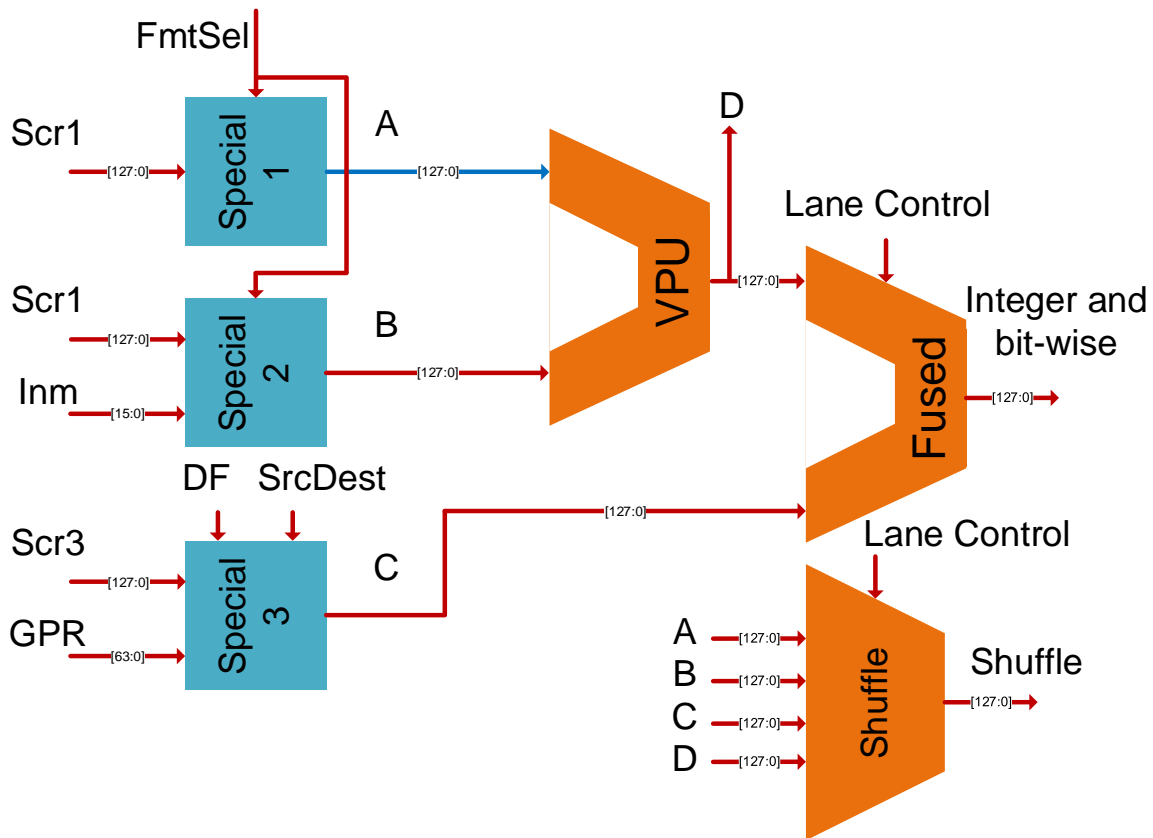 FmtSel
Scr1
[127:0]
Special
1
A
[127:0]
D
VPU
[127:0]
Lane Control
Scr1
[127:0]
Inm
[15:0]
Special
2
B
[127:0]
Integer and
bit-wise
[127:0]
Fused
DF
SrcDest
Scr3
[127:0]
GPR
[63:0]
Special
3
C
[127:0]
Lane Control
A
[127:0]
B
[127:0]
C
[127:0]
D
[127:0]
Shuffle
Shuffle
[127:0]